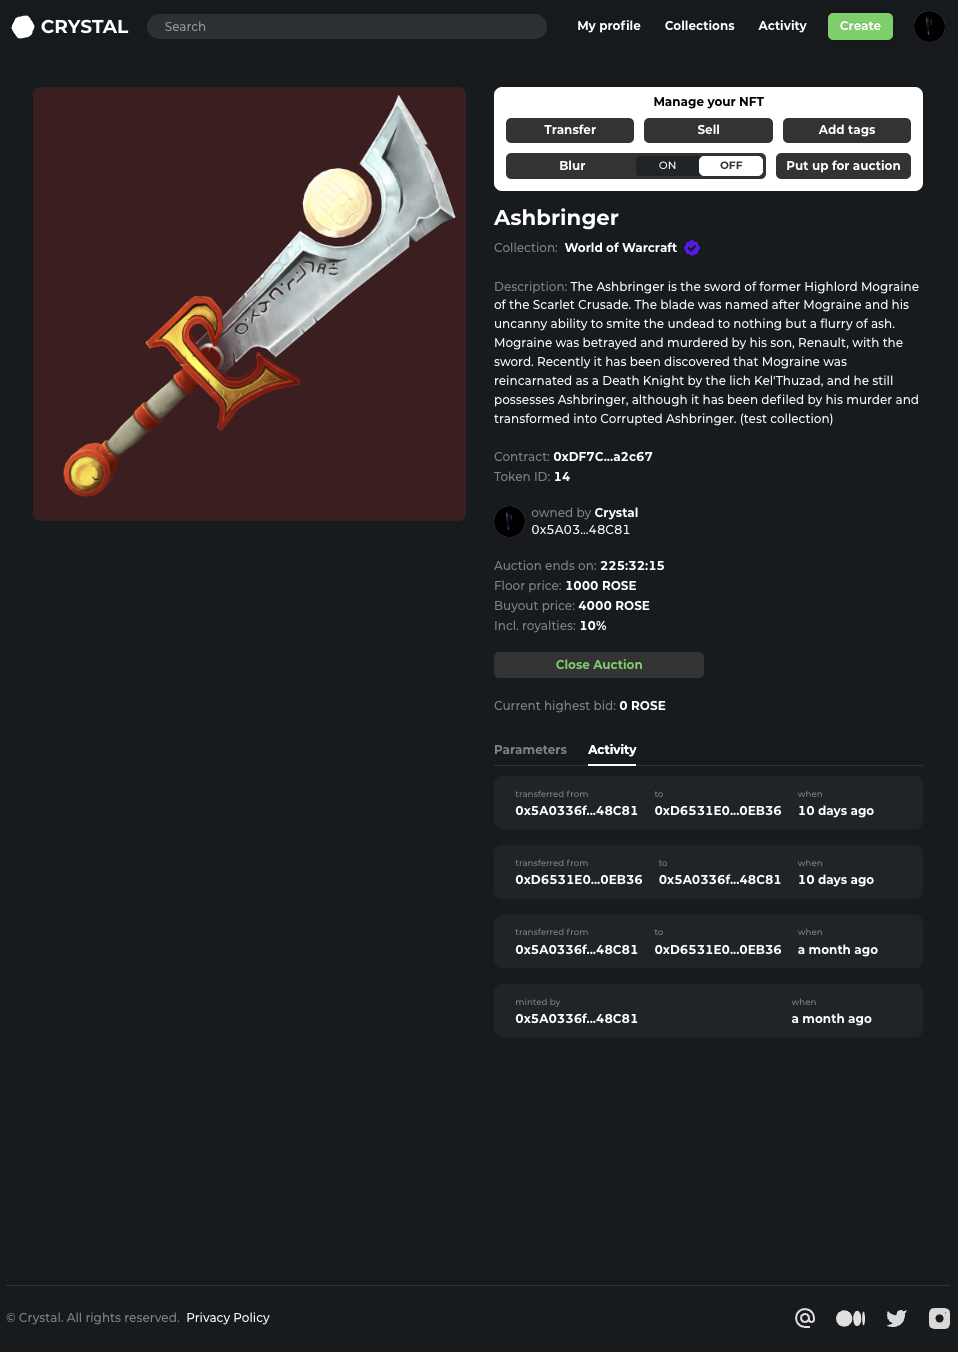 CRYSTAL
Search
My profile
Collections
Activity
Create
Manage your NFT
Transfer
Sell
Add tags
Blur
ON
OFF
Put up for auction
Ashbringer
Collection: World of Warcraft
Description: The Ashbringer is the sword of former Highlord Mograine
of the Scarlet Crusade. The blade was named after Mograine and his
uncanny ability to smite the undead to nothing but a flurry of ash.
Mograine was betrayed and murdered by his son, Renault, with the
sword. Recently it has been discovered that Mograine was
reincarnated as a Death Knight by the lich Kel'Thuzad, and he still
possesses Ashbringer, although it has been defiled by his murder and
transformed into Corrupted Ashbringer. (test collection)
Contract: 0xDF7C...a2c67
Token ID: 14
owned by Crystal
0x5A03...48C81
Auction ends on: 225:32:15
Floor price: 1000 ROSE
Buyout price: 4000 ROSE
Incl. royalties: 10%
Close Auction
Current highest bid: 0 ROSE
Parameters
Activity
transferred from
to
when
0x5A0336f...48C81
0xD6531E0...0EB36
10 days ago
transferred from
to
when
0xD6531E0...0EB36
0x5A0336f...48C81
10 days ago
transferred from
to
when
0x5A0336f...48C81
0xD6531E0...0EB36
a month ago
minted by
when
0x5A0336f...48C81
a month ago
© Crystal. All rights reserved. Privacy Policy